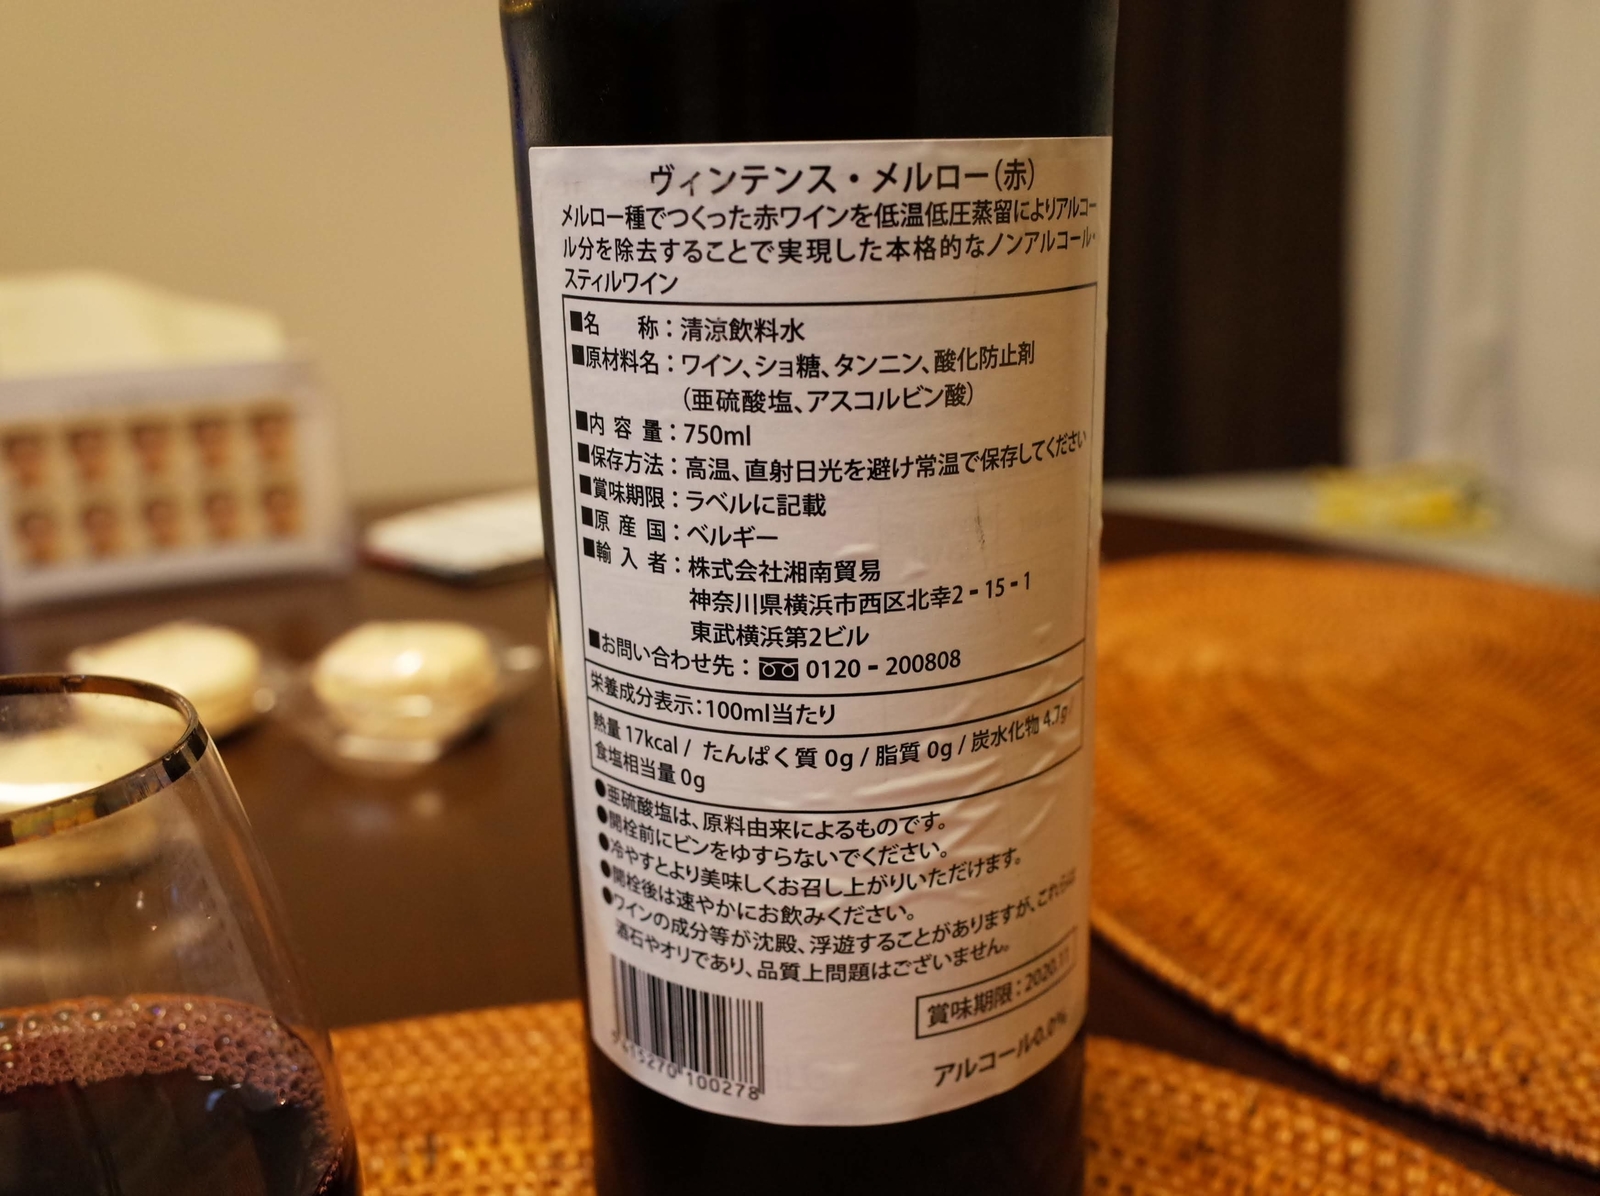 ヴィンテンス・メルロー(赤)
メルロー種でつくった赤ワインを低温低圧蒸留によりアルコー
ル分を除去することで実現した本格的なノンアルコール・
スティルワイン
■名　称：清涼飲料水
■原材料名：ワイン、ショ糖、タンニン、酸化防止剤
(亜硫酸塩、アスコルビン酸)
■内容量：750ml
■保存方法：高温、直射日光を避け常温で保存してください
■賞味期限：ラベルに記載
■原産国：ベルギー
■輸入者：株式会社湘南貿易
神奈川県横浜市西区北幸2-15-1
東武横浜第2ビル
■お問い合わせ先：0120-200808
栄養成分表示：100ml当たり
熱量 17kcal / たんぱく質 0g / 脂質 0g / 炭水化物 4.7g /
食塩相当量 0g
●亜硫酸塩は、原料由来によるものです。
●開栓前にビンをゆすらないでください。
●冷やすとより美味しくお召し上がりいただけます。
●開栓後は速やかにお飲みください。
●ワインの成分等が沈殿、浮遊することがありますが、これらは
酒石やオリであり、品質上問題はございません。
賞味期限：2020.11
アルコール0.0%
5415270 100278